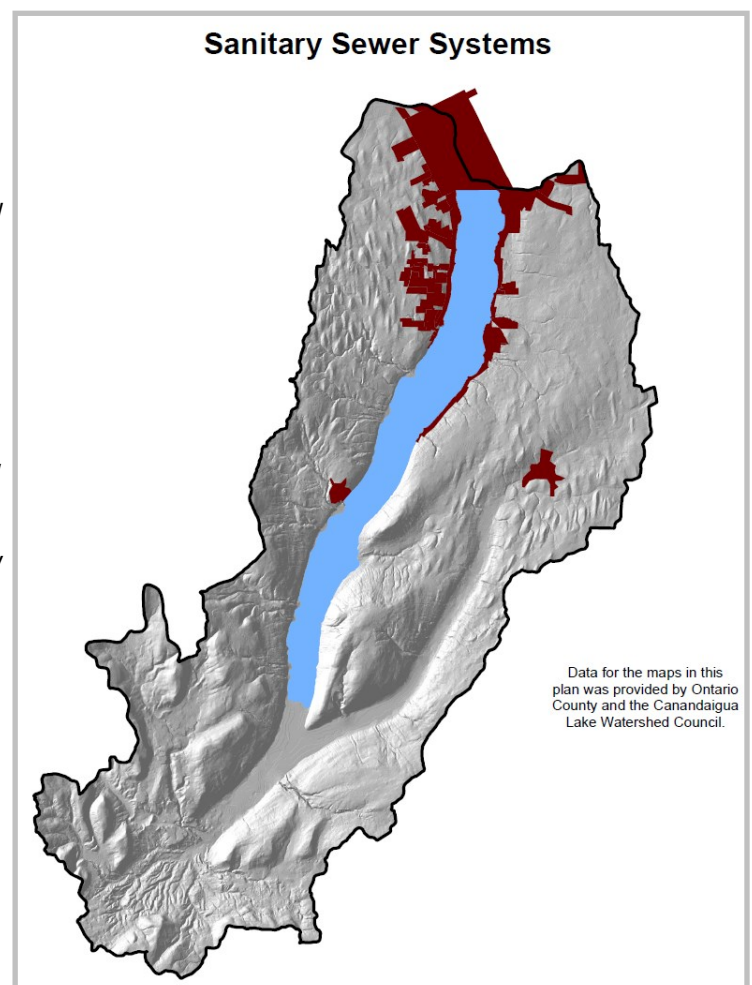 Sanitary Sewer Systems
Data for the maps in this
plan was provided by Ontario
County and the Canandaigua
Lake Watershed Council.